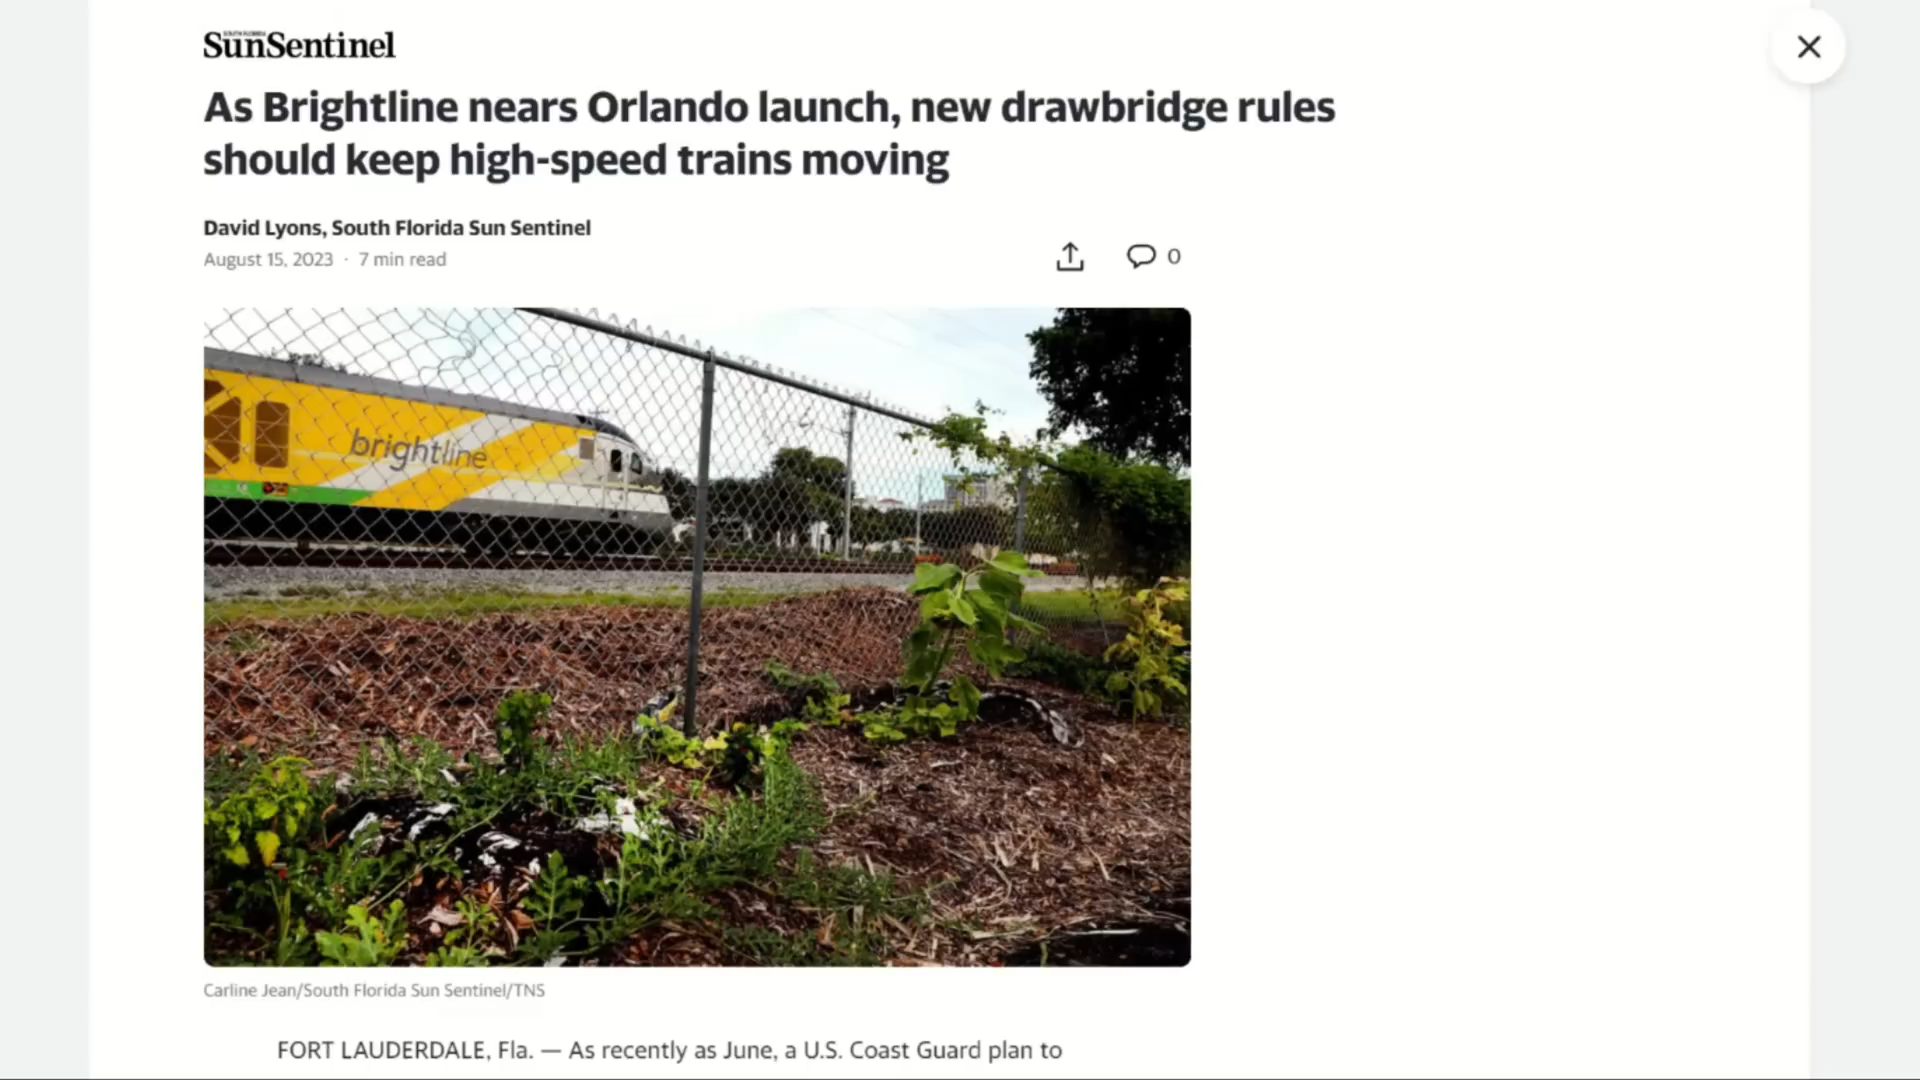 SOUTH FLORIDA
SunSentinel
As Brightline nears Orlando launch, new drawbridge rules
should keep high-speed trains moving
David Lyons, South Florida Sun Sentinel
August 15, 2023 · 7 min read
0
brightline
Carline Jean/South Florida Sun Sentinel/TNS
FORT LAUDERDALE, Fla. — As recently as June, a U.S. Coast Guard plan to